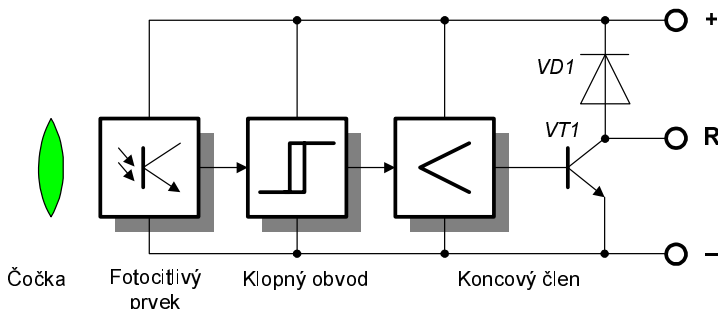 +
VD1
VT1
R
–
Čočka
Fotocitlivý
prvek
Klopný obvod
Koncový člen